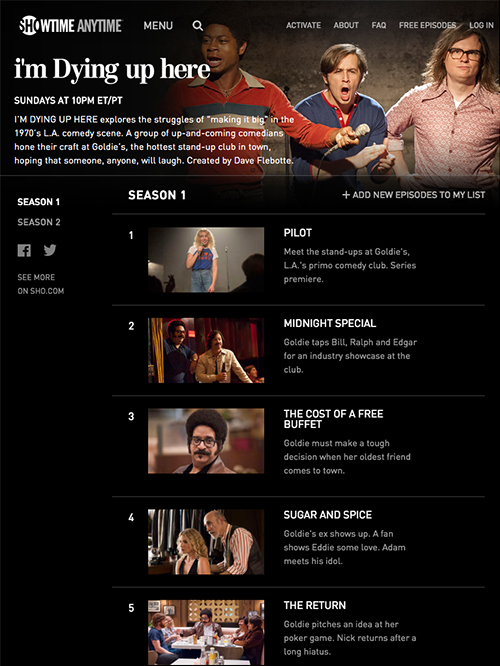 SHOWTIME ANYTIME MENU ACTIVATE ABOUT FAQ FREE EPISODES LOG IN
i'm Dying up here
SUNDAYS AT 10PM ET/PT
I'M DYING UP HERE explores the struggles of "making it big" in the
1970's L.A. comedy scene. A group of up-and-coming comedians
hone their craft at Goldie's, the hottest stand-up club in town,
hoping that someone, anyone, will laugh. Created by Dave Flebotte.
SEASON 1
SEASON 2
SEE MORE
ON SHO.COM
SEASON 1
+ ADD NEW EPISODES TO MY LIST
1
PILOT
Meet the stand-ups at Goldie's,
L.A.'s primo comedy club. Series
premiere.
2
MIDNIGHT SPECIAL
Goldie taps Bill, Ralph and Edgar
for an industry showcase at the
club.
3
THE COST OF A FREE
BUFFET
Goldie must make a tough
decision when her oldest friend
comes to town.
4
SUGAR AND SPICE
Goldie's ex shows up. A fan
shows Eddie some love. Adam
meets his idol.
5
THE RETURN
Goldie pitches an idea at her
poker game. Nick returns after a
long hiatus.